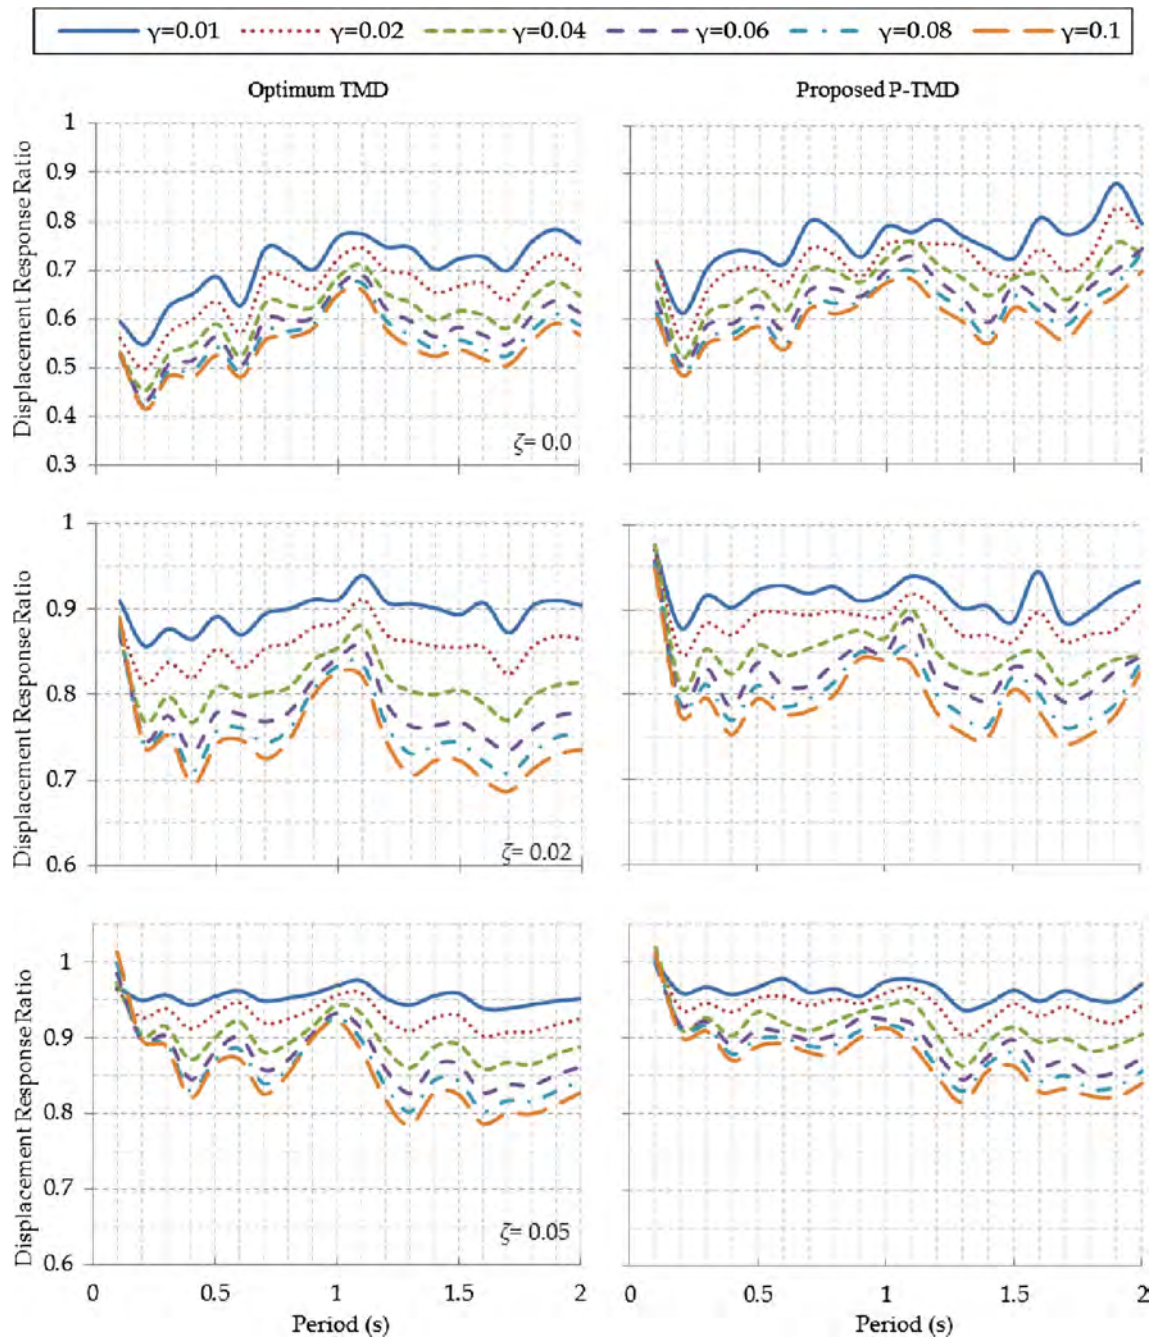 γ=0.01 γ=0.02 γ=0.04 γ=0.06 γ=0.08 γ=0.1
Optimum TMD
Proposed P-TMD
Displacement Response Ratio
1
0.9
0.8
0.7
0.6
0.5
0.4
0.3
ζ= 0.0
Displacement Response Ratio
1
0.9
0.8
0.7
0.6
ζ= 0.02
Displacement Response Ratio
1
0.9
0.8
0.7
0.6
ζ= 0.05
0 0.5 1 1.5 2
0 0.5 1 1.5 2
Period (s)
Period (s)